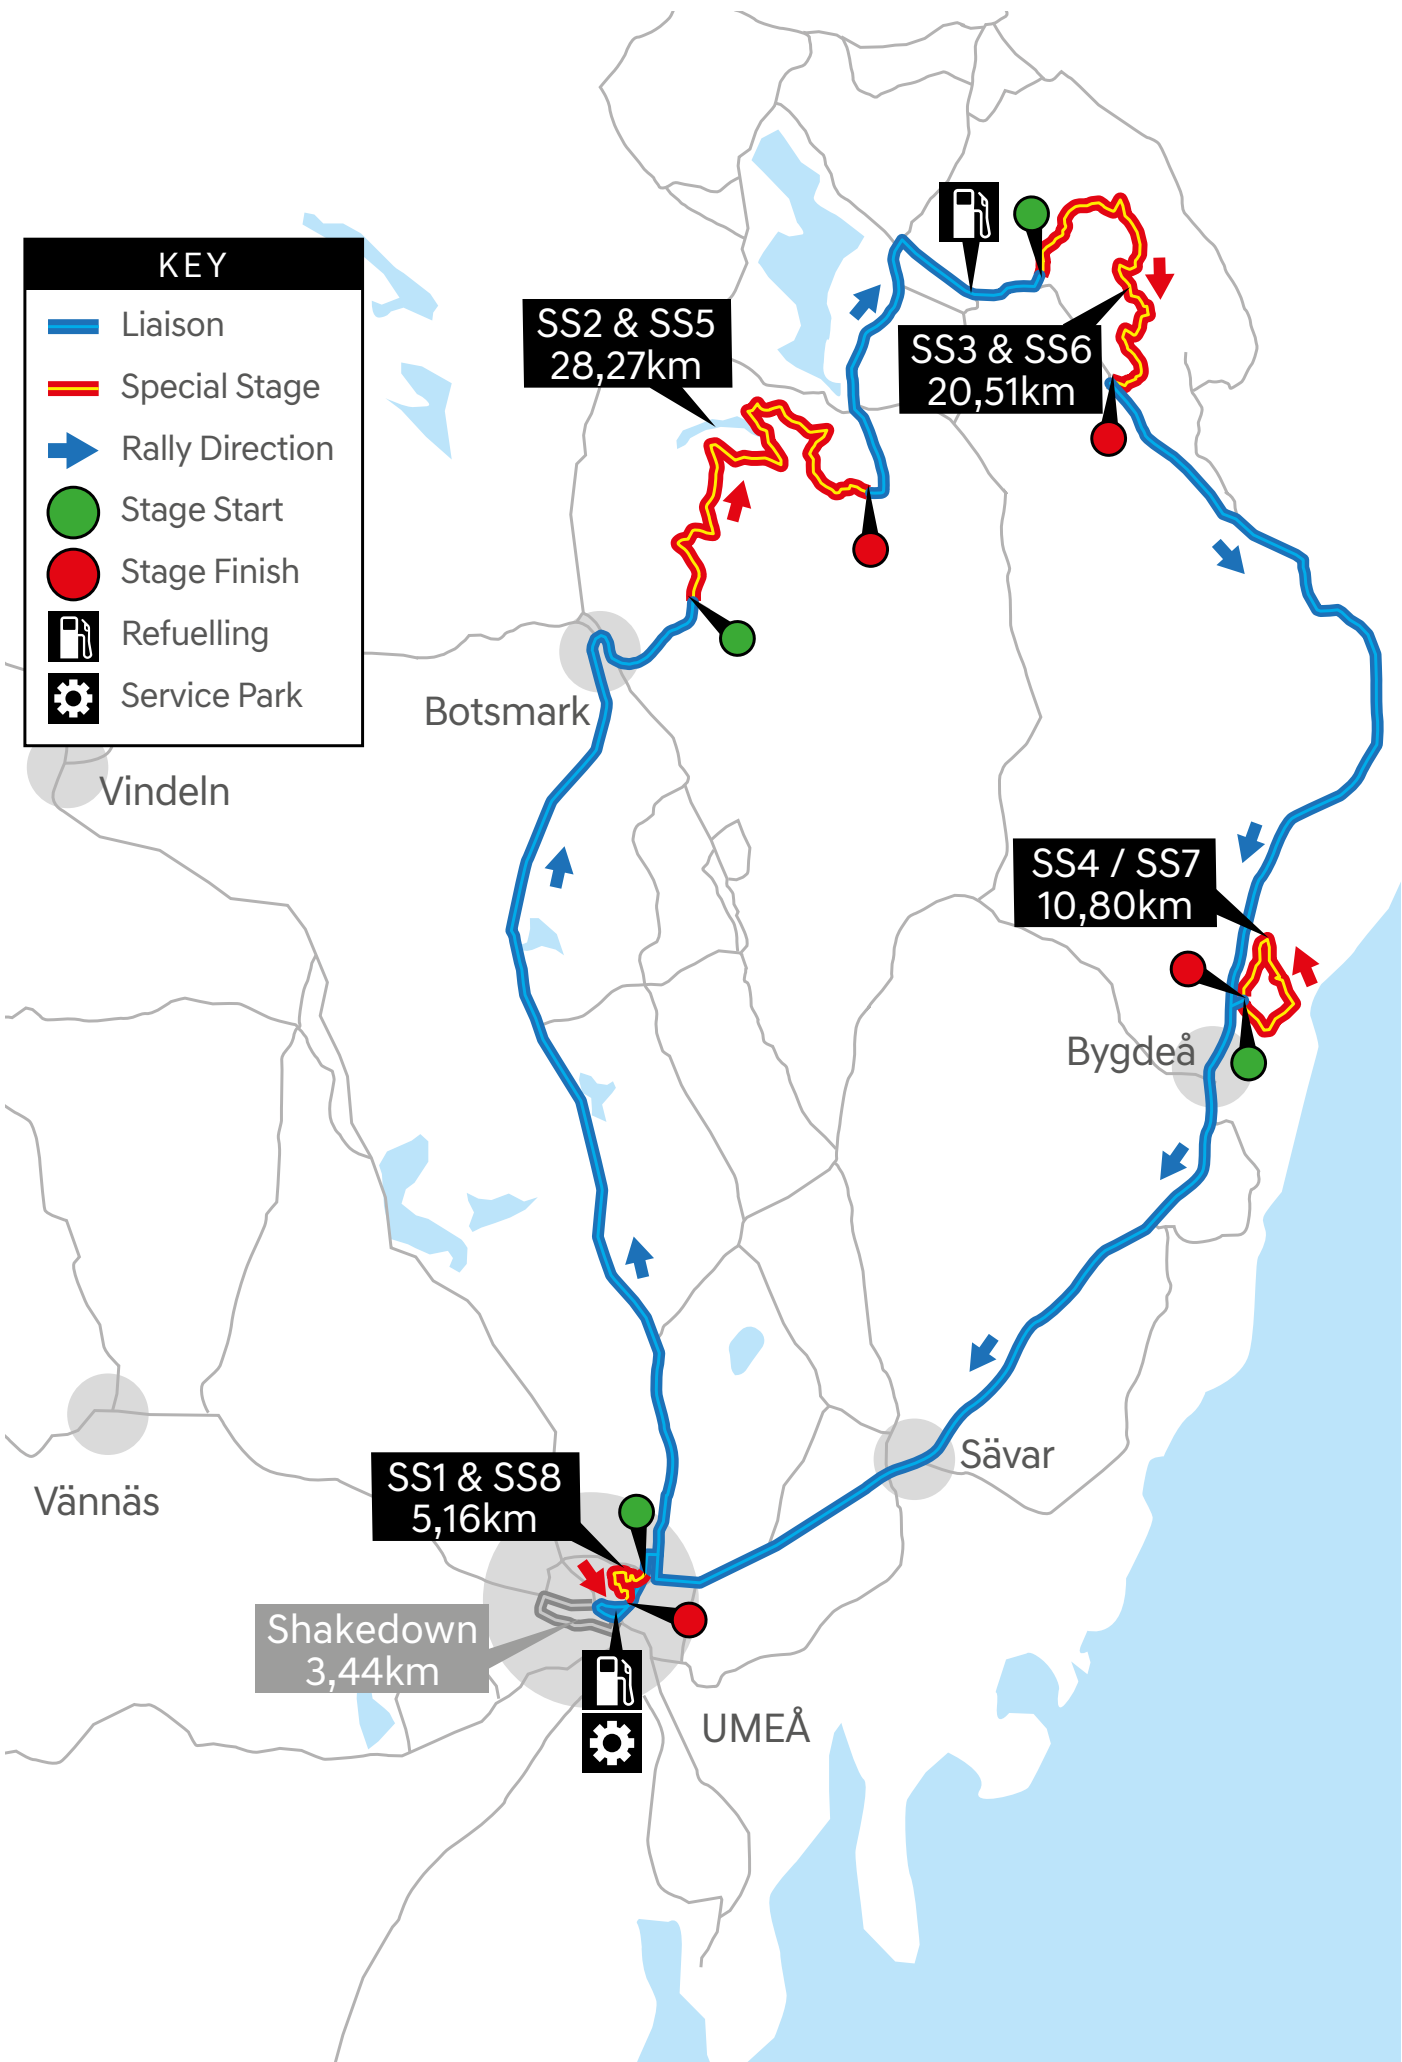 KEY
Liaison
Special Stage
Rally Direction
Stage Start
Stage Finish
Refuelling
Service Park
SS2 & SS5
28,27km
SS3 & SS6
20,51km
Botsmark
Vindeln
SS4 / SS7
10,80km
Bygdeå
Sävar
Vännäs
SS1 & SS8
5,16km
Shakedown
3,44km
UMEÅ